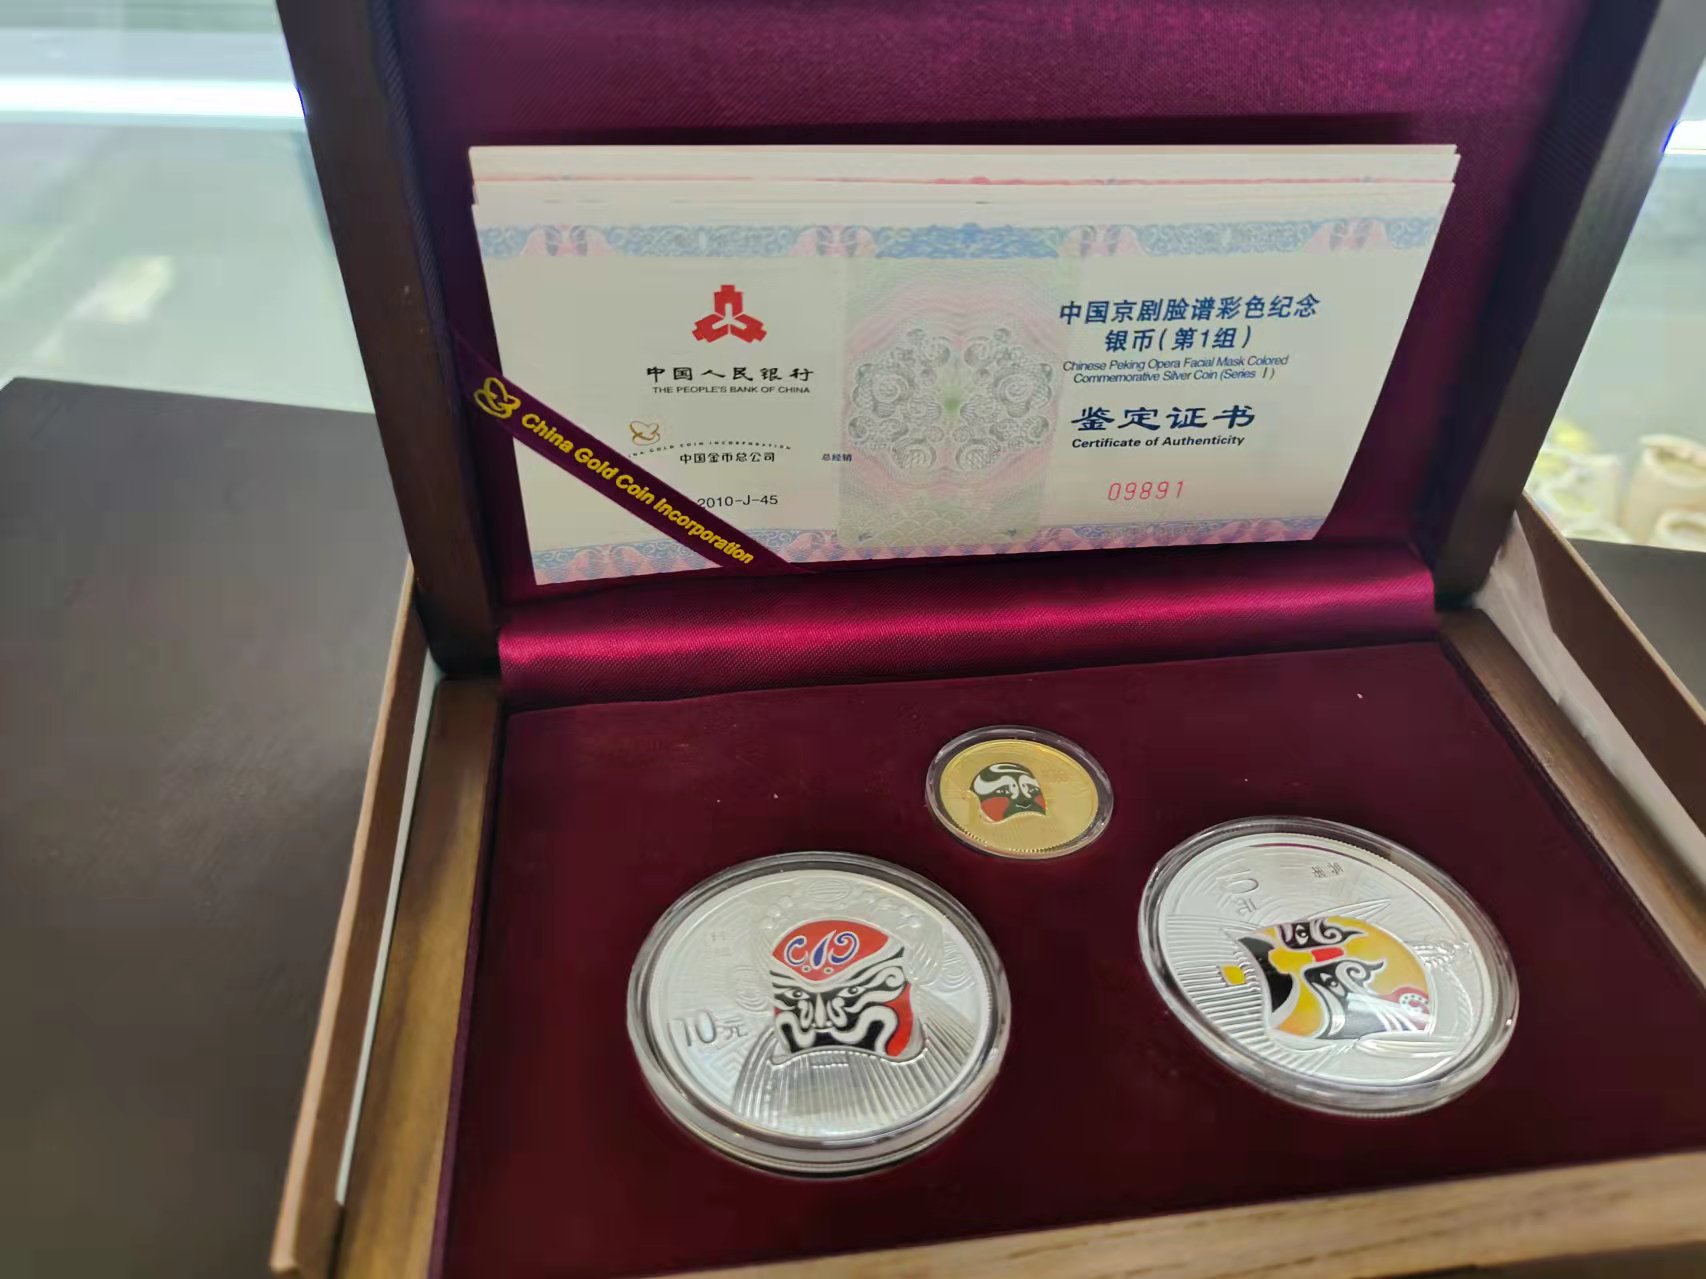 中国人民银行
THE PEOPLE'S BANK OF CHINA
中国金币总公司
总经销
2010-J-45
China Gold Coin Incorporation
中国京剧脸谱彩色纪念
银币(第1组)
Chinese Peking Opera Facial Mask Colored
Commemorative Silver Coin (Series I)
鉴定证书
Certificate of Authenticity
09891
10元
10元